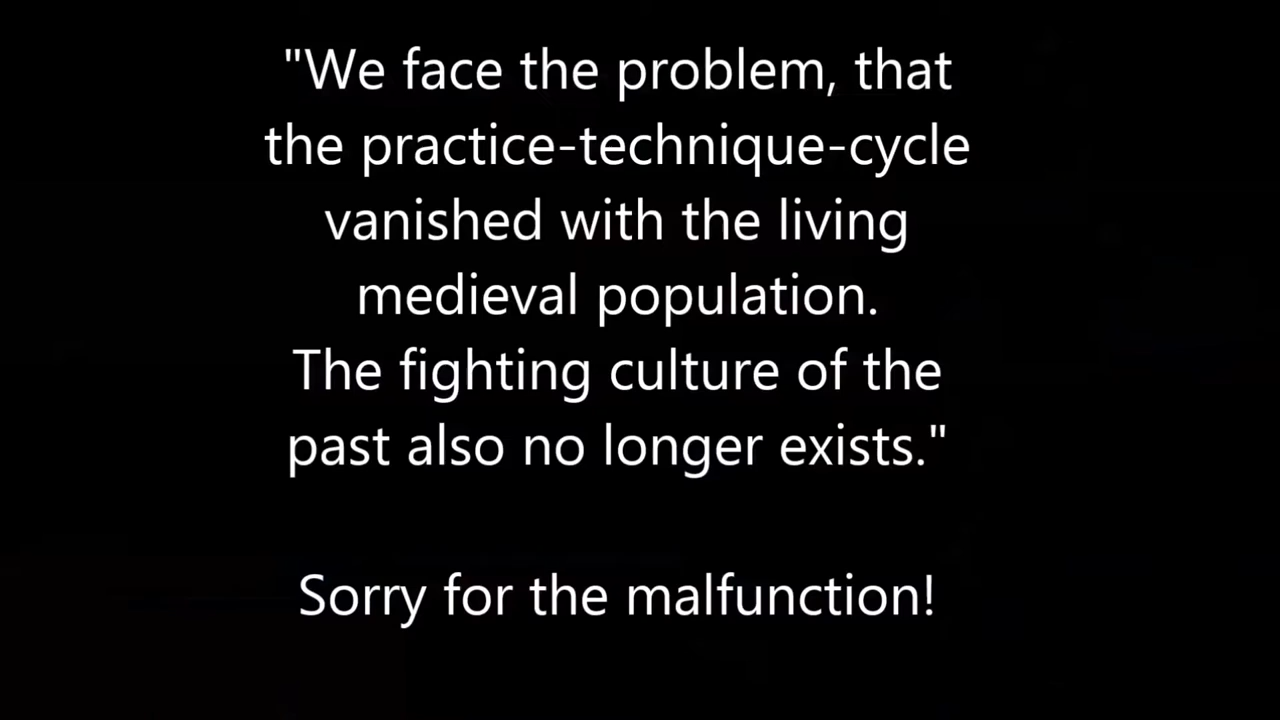 "We face the problem, that
the practice-technique-cycle
vanished with the living
medieval population.
The fighting culture of the
past also no longer exists."
Sorry for the malfunction!